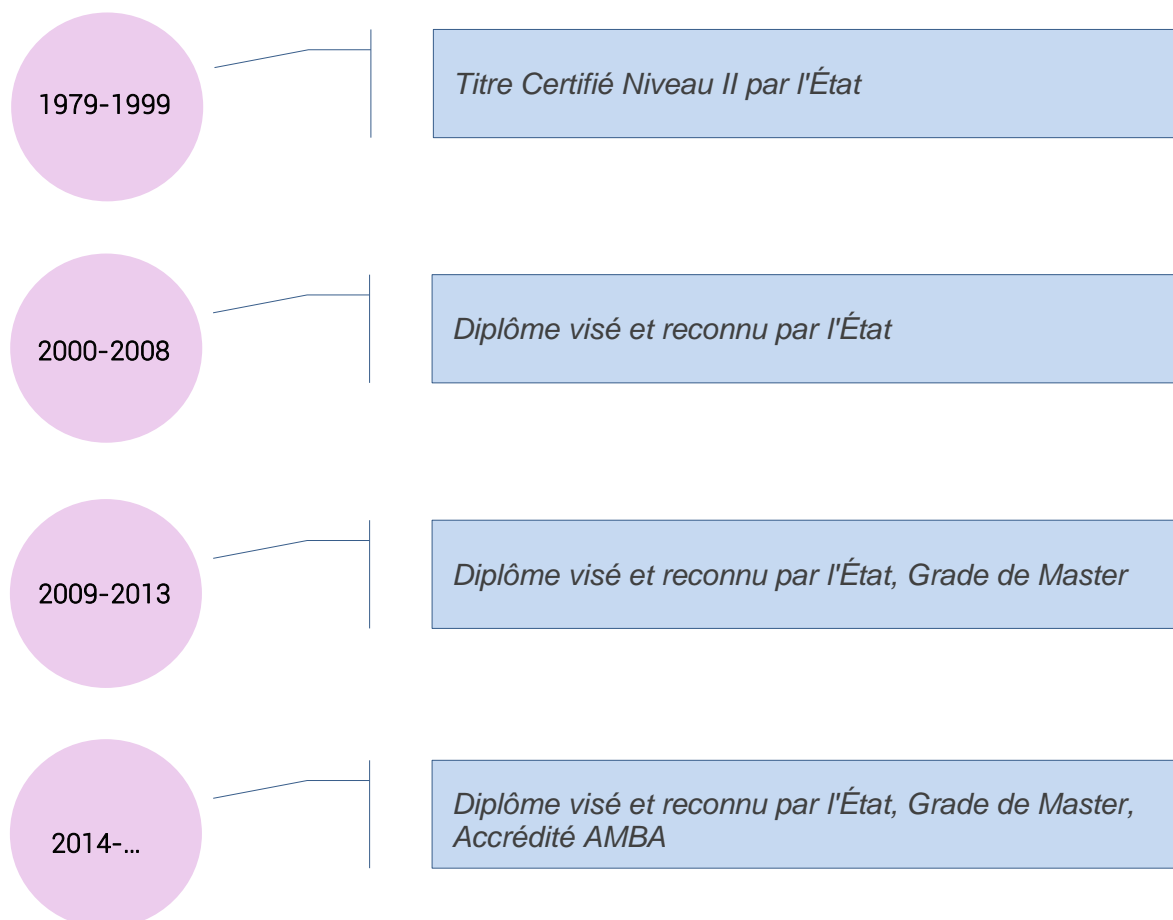 1979-1999
Titre Certifié Niveau II par l'État
2000-2008
Diplôme visé et reconnu par l'État
2009-2013
Diplôme visé et reconnu par l'État, Grade de Master
2014-...
Diplôme visé et reconnu par l'État, Grade de Master,
Accrédité AMBA